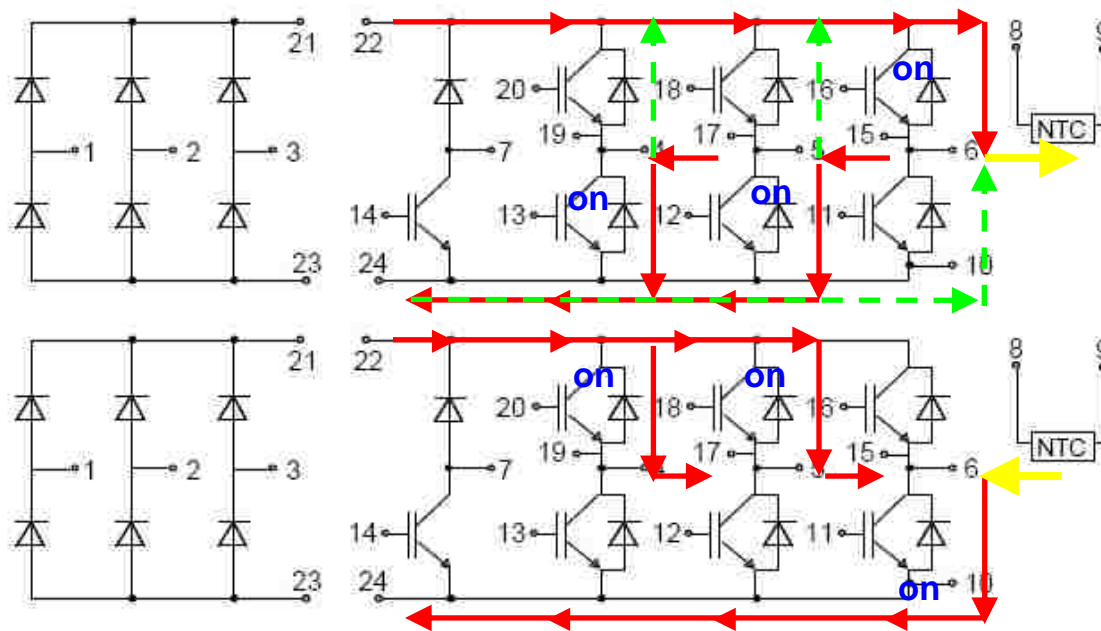 21 22 8 9
20 18 16 on
19 17 15 NTC
1 2 3 7 4 5 6
14 13 on 12 on 11
23 24 10
21 22 8 9
20 on 18 on 16
19 17 15 NTC
1 2 3 7 6
14 13 12 11
23 24 on 10